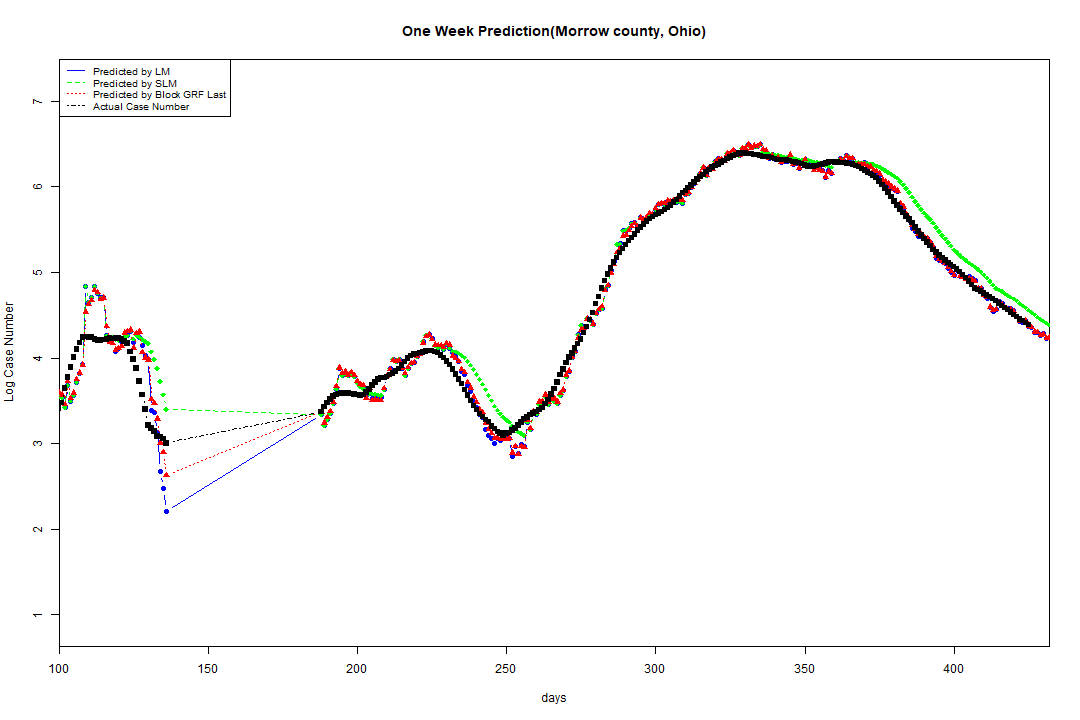 One Week Prediction(Morrow county, Ohio)
Predicted by LM
Predicted by SLM
Predicted by Block GRF Last
Actual Case Number
Log Case Number
7
6
5
4
3
2
1
100 150 200 250 300 350 400
days